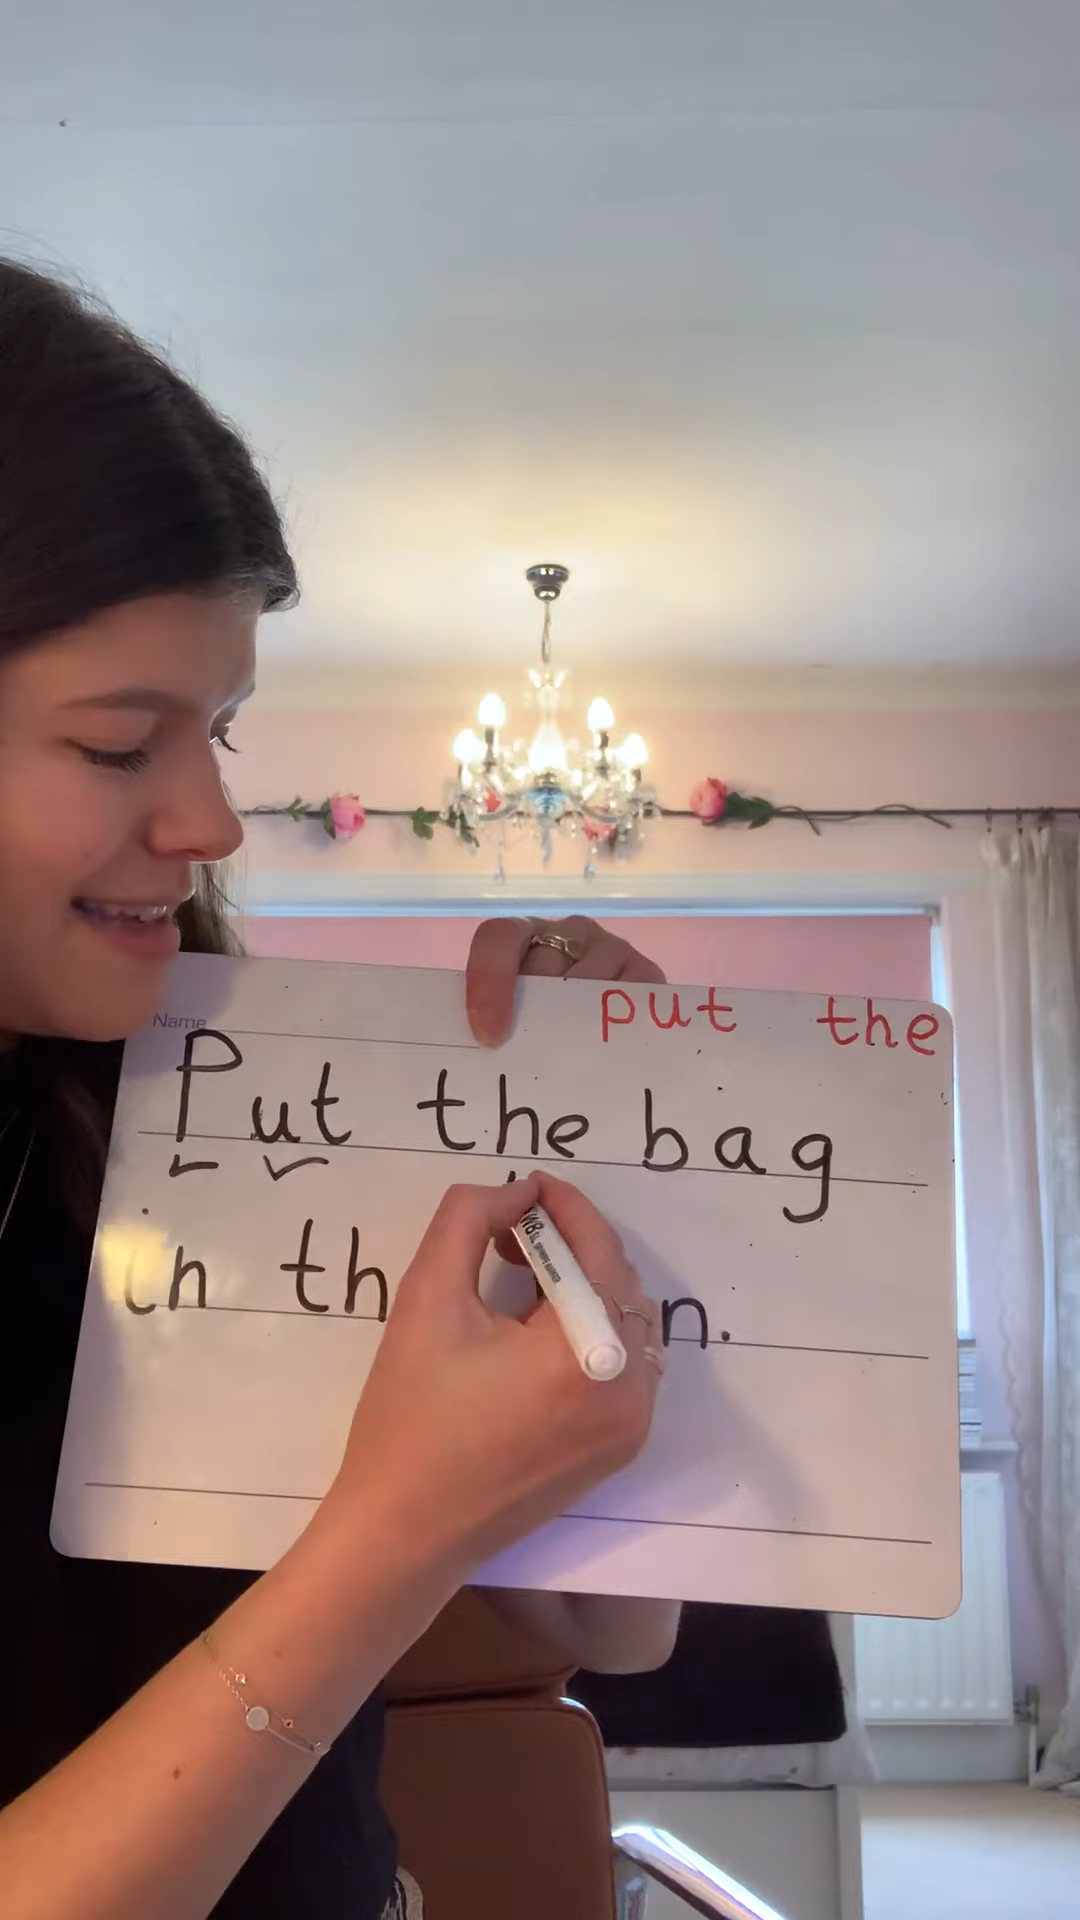 Name
put the
Put the bag
in th n.